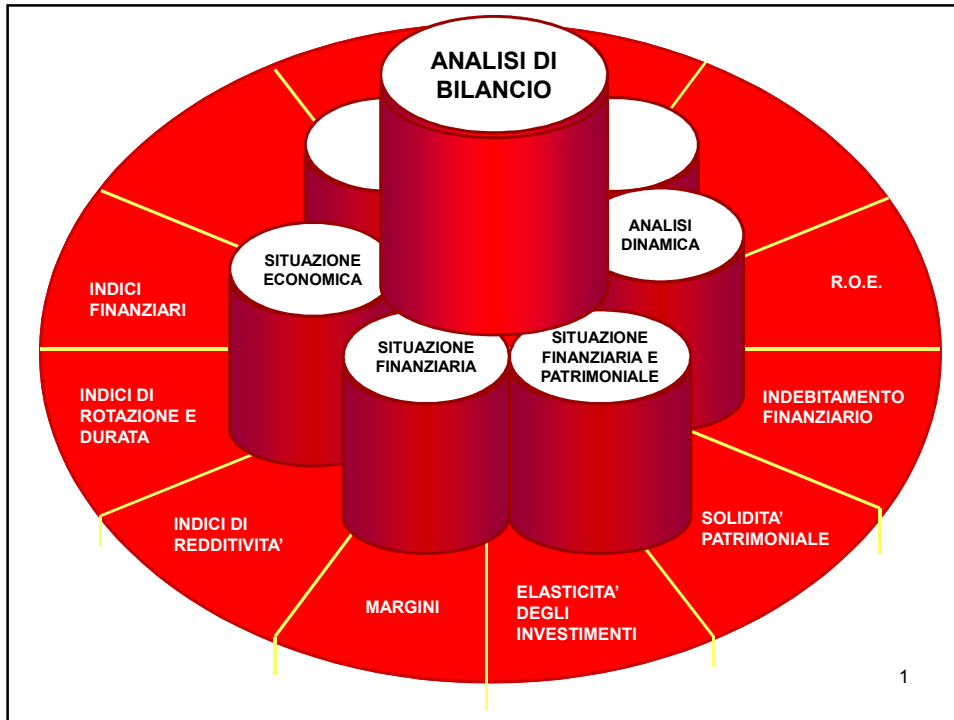 ANALISI DI
BILANCIO
ANALISI
DINAMICA
SITUAZIONE
ECONOMICA
SITUAZIONE
FINANZIARIA
SITUAZIONE
FINANZIARIA E
PATRIMONIALE
INDICI
FINANZIARI
R.O.E.
INDICI DI
ROTAZIONE E
DURATA
INDEBITAMENTO
FINANZIARIO
INDICI DI
REDDITIVITA’
SOLIDITA’
PATRIMONIALE
MARGINI
ELASTICITA’
DEGLI
INVESTIMENTI
1